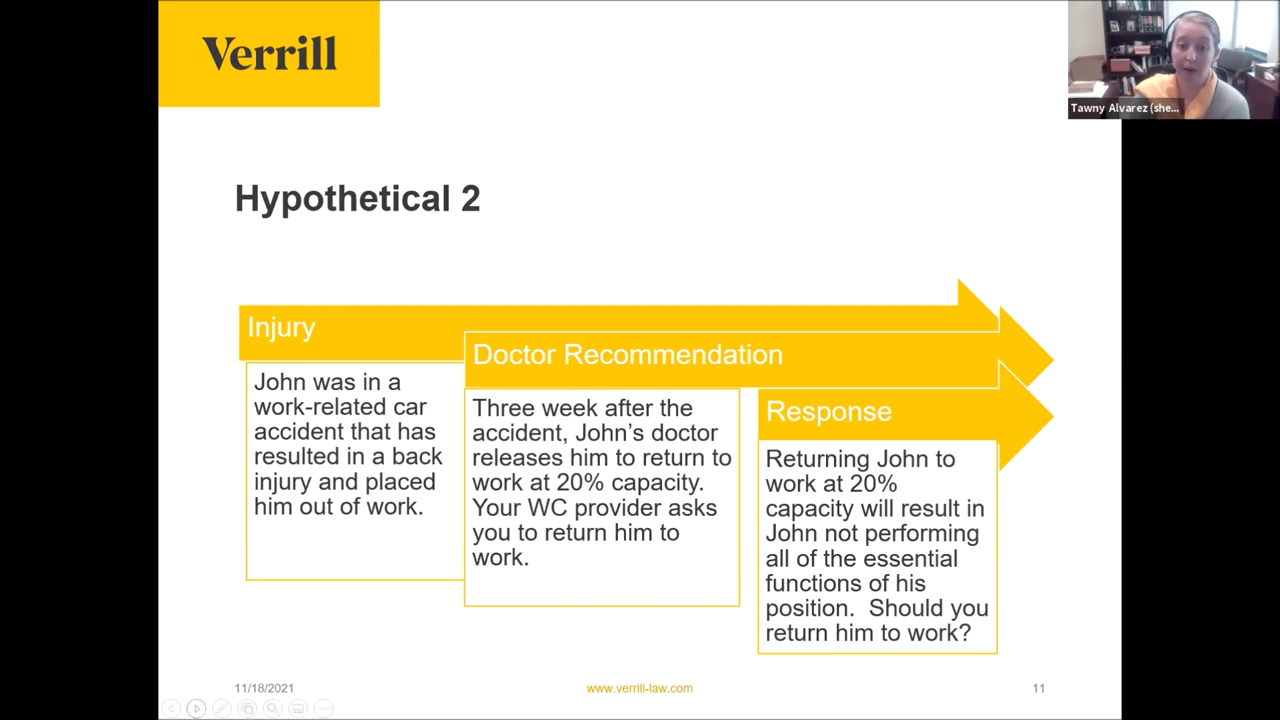 Verrill
Tawny Alvarez (she...
Hypothetical 2
Injury
John was in a
work-related car
accident that has
resulted in a back
injury and placed
him out of work.
Doctor Recommendation
Three week after the
accident, John's doctor
releases him to return to
work at 20% capacity.
Your WC provider asks
you to return him to
work.
Response
Returning John to
work at 20%
capacity will result in
John not performing
all of the essential
functions of his
position.  Should you
return him to work?
11/18/2021
www.verrill-law.com
11